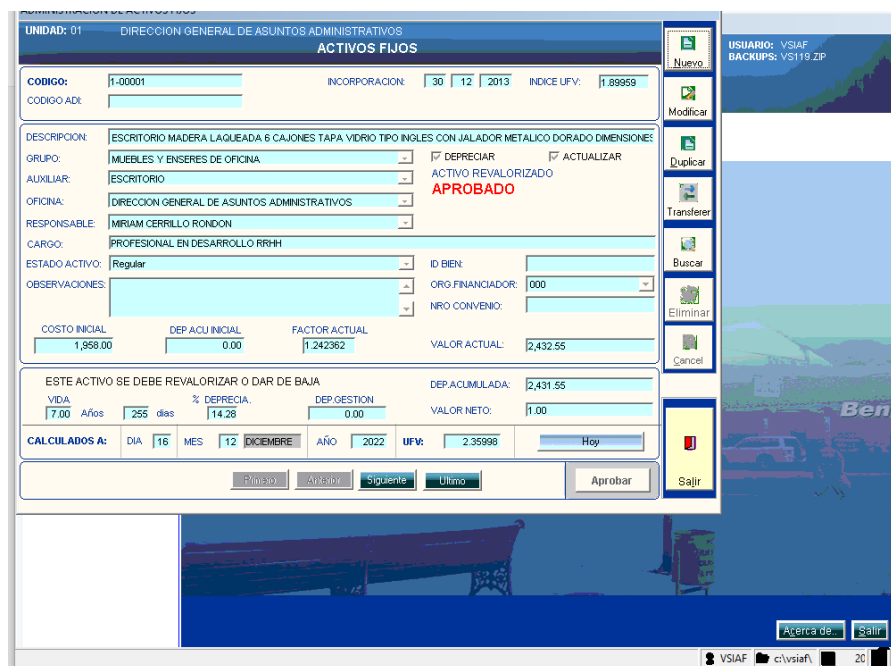 ADMINISTRACION DE ACTIVOS FIJOS
UNIDAD: 01 DIRECCION GENERAL DE ASUNTOS ADMINISTRATIVOS
ACTIVOS FIJOS
USUARIO: VSIAF
BACKUPS: VS119.ZIP
Nuevo
CODIGO: 1-00001 INCORPORACION: 30 12 2013 INDICE UFV: 1.89959
CODIGO ADI:
Modificar
DESCRIPCION: ESCRITORIO MADERA LAQUEADA 6 CAJONES TAPA VIDRIO TIPO INGLES CON JALADOR METALICO DORADO DIMENSIONES
GRUPO: MUEBLES Y ENSERES DE OFICINA DEPRECIAR ACTUALIZAR
Duplicar
AUXILIAR: ESCRITORIO ACTIVO REVALORIZADO
APROBADO
OFICINA: DIRECCION GENERAL DE ASUNTOS ADMINISTRATIVOS
Transferer
RESPONSABLE: MIRIAM CERRILLO RONDON
CARGO: PROFESIONAL EN DESARROLLO RRHH
ESTADO ACTIVO: Regular ID BIEN:
Buscar
OBSERVACIONES: ORG.FINANCIADOR: 000
NRO CONVENIO:
Eliminar
COSTO INICIAL DEP.ACU INICIAL FACTOR ACTUAL
1,958.00 0.00 1.242362 VALOR ACTUAL: 2,432.55
Cancel
ESTE ACTIVO SE DEBE REVALORIZAR O DAR DE BAJA DEP.ACUMULADA: 2,431.55
VIDA % DEPRECIA. DEP.GESTION
7.00 Años 255 dias 14.28 0.00 VALOR NETO: 1.00
Ben
CALCULADOS A: DIA 16 MES 12 DICIEMBRE AÑO 2022 UFV: 2.35998 Hoy
Primero Anterior Siguiente Ultimo Aprobar
Salir
Acerca de.. Salir
VSIAF c:\vsiaf\ 20